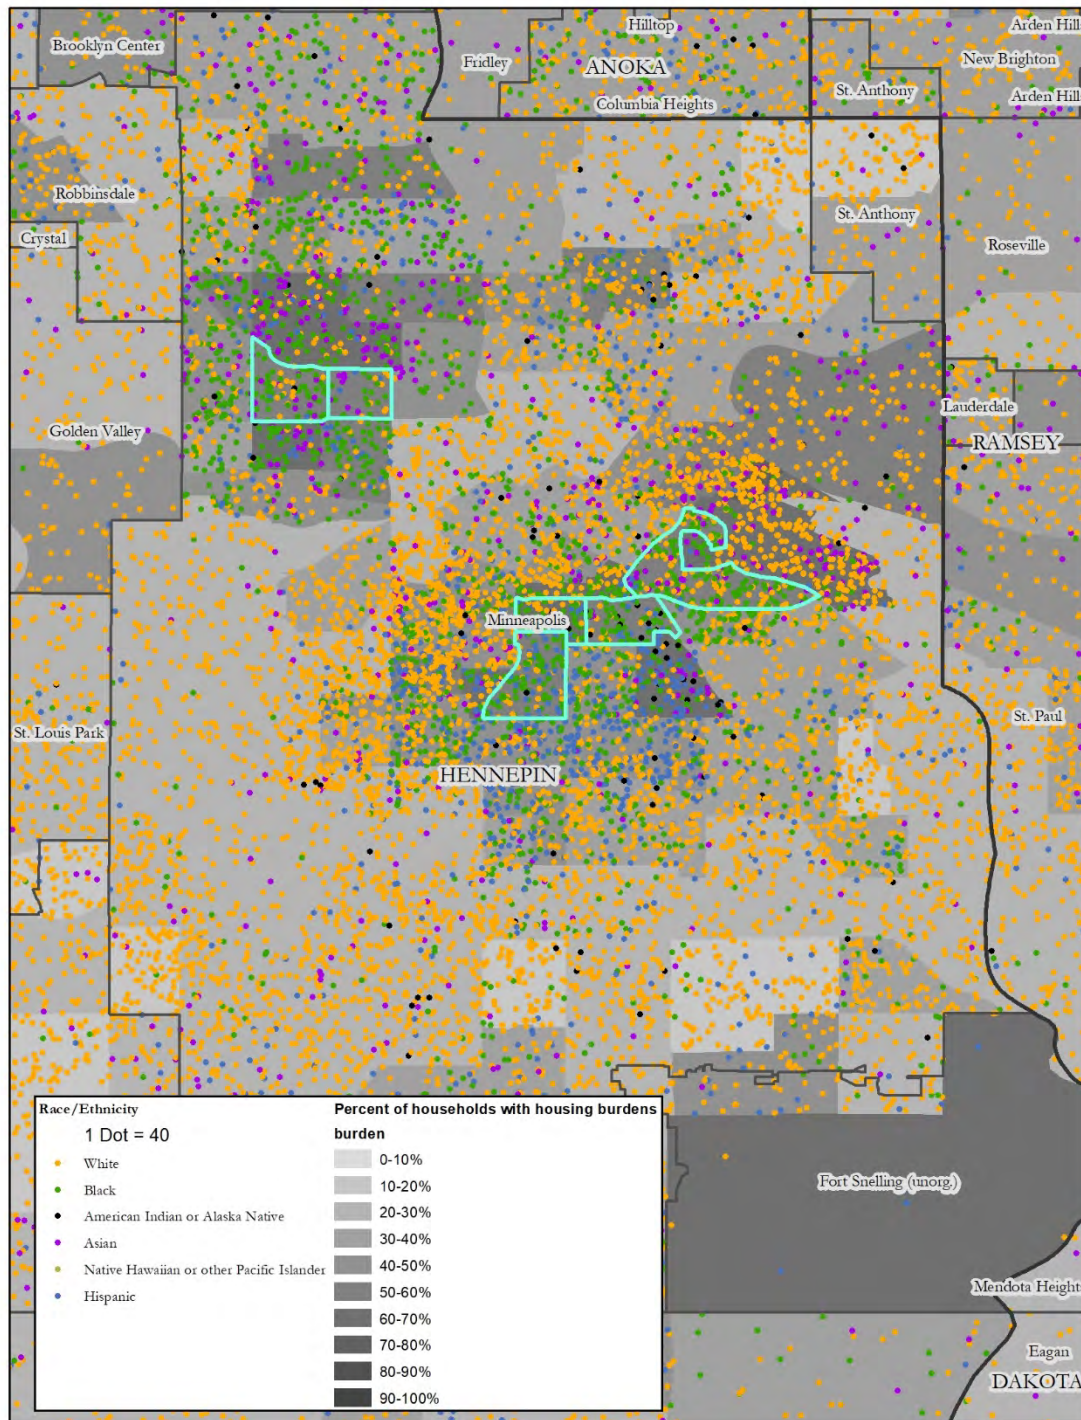 Hilltop
Arden Hill
Brooklyn Center
Fridley
ANOKA
New Brighton
St. Anthony
Arden Hill
Columbia Heights
Robbinsdale
St. Anthony
Crystal
Roseville
Lauderdale
Golden Valley
RAMSEY
Minneapolis
St. Louis Park
St. Paul
HENNEPIN
Race/Ethnicity
1 Dot = 40
White
Black
American Indian or Alaska Native
Asian
Native Hawaiian or other Pacific Islander
Hispanic
Percent of households with housing burdens
burden
0-10%
10-20%
20-30%
30-40%
40-50%
50-60%
60-70%
70-80%
80-90%
90-100%
Fort Snelling (unorg.)
Mendota Heights
Eagan
DAKOTA